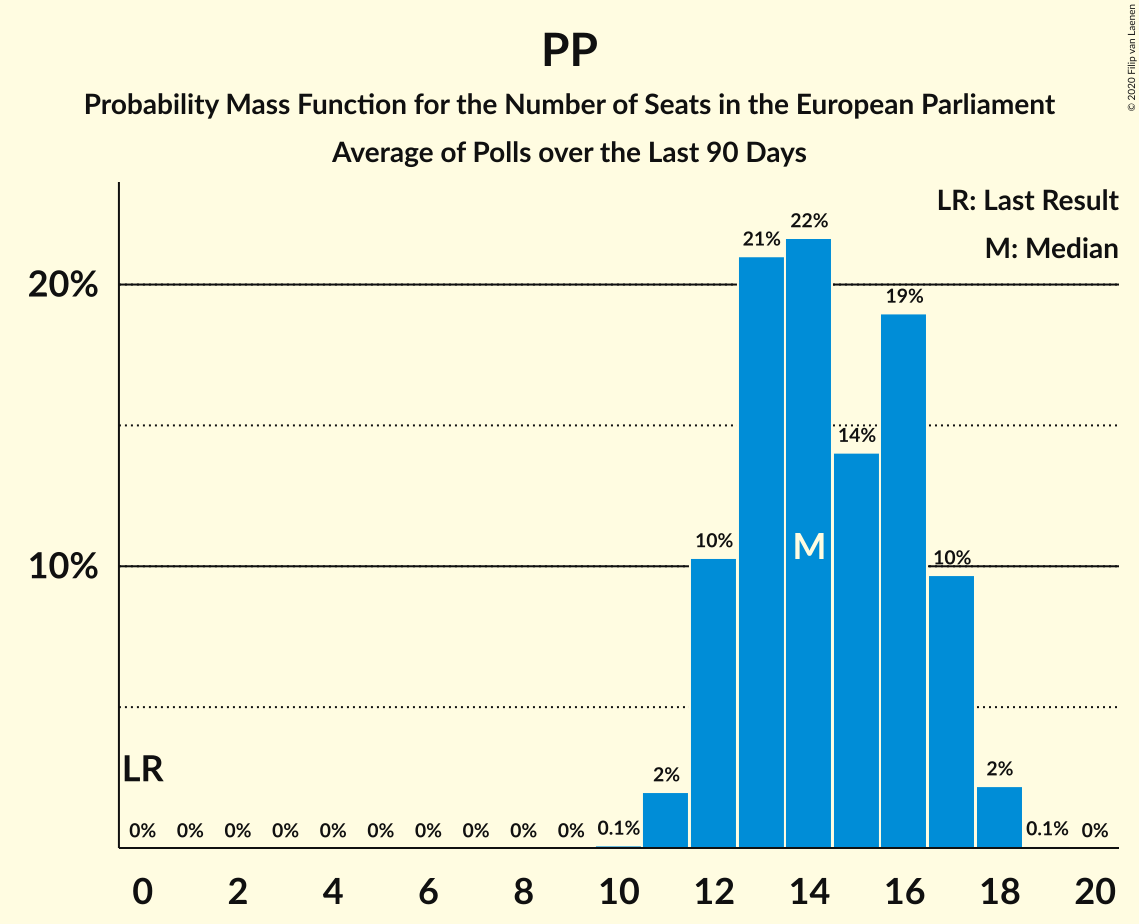 PP
Probability Mass Function for the Number of Seats in the European Parliament
Average of Polls over the Last 90 Days
© 2020 Filip van Laenen
LR: Last Result
M: Median
20%
10%
0% 0% 0% 0% 0% 0% 0% 0% 0% 0% 0.1% 2% 10% 21% 22% 14% 19% 10% 2% 0.1% 0%
LR
M
0 2 4 6 8 10 12 14 16 18 20